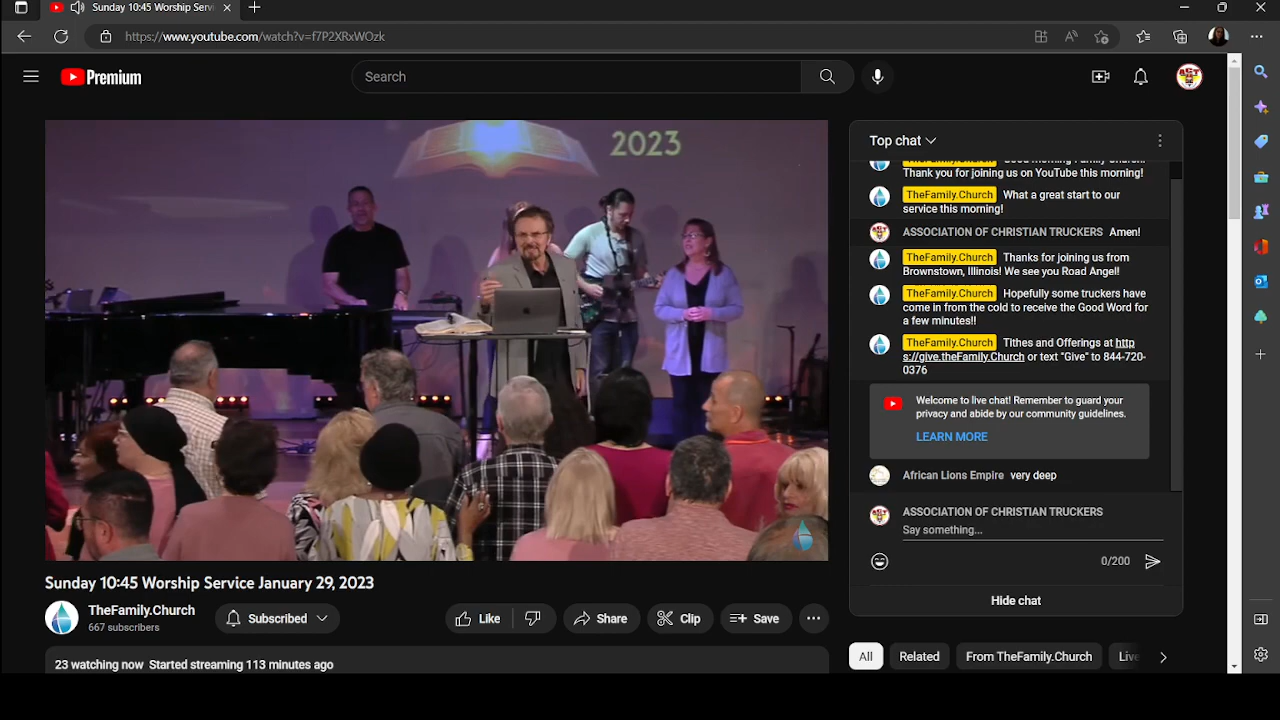 Sunday 10:45 Worship Servi
https://www.youtube.com/watch?v=f7P2XRxWOzk
Premium
Search
2023
Top chat
TheFamily.Church Good morning Family Church!
Thank you for joining us on YouTube this morning!
TheFamily.Church What a great start to our
service this morning!
ASSOCIATION OF CHRISTIAN TRUCKERS Amen!
TheFamily.Church Thanks for joining us from
Brownstown, Illinois! We see you Road Angel!
TheFamily.Church Hopefully some truckers have
come in from the cold to receive the Good Word for
a few minutes!!
TheFamily.Church Tithes and Offerings at http
s://give.theFamily.Church or text "Give" to 844-720-
0376
Welcome to live chat! Remember to guard your
privacy and abide by our community guidelines.
LEARN MORE
African Lions Empire very deep
ASSOCIATION OF CHRISTIAN TRUCKERS
Say something...
0/200
Hide chat
Sunday 10:45 Worship Service January 29, 2023
TheFamily.Church
667 subscribers
Subscribed
Like
Share
Clip
Save
23 watching now Started streaming 113 minutes ago
All
Related
From TheFamily.Church
Live